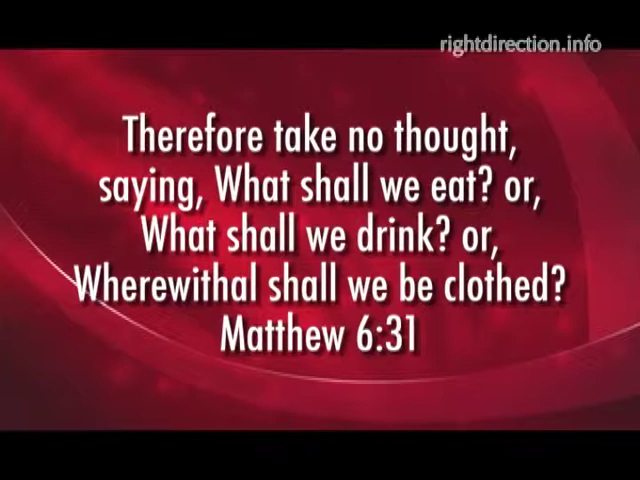 rightdirection.info
Therefore take no thought,
saying, What shall we eat? or,
What shall we drink? or,
Wherewithal shall we be clothed?
Matthew 6:31